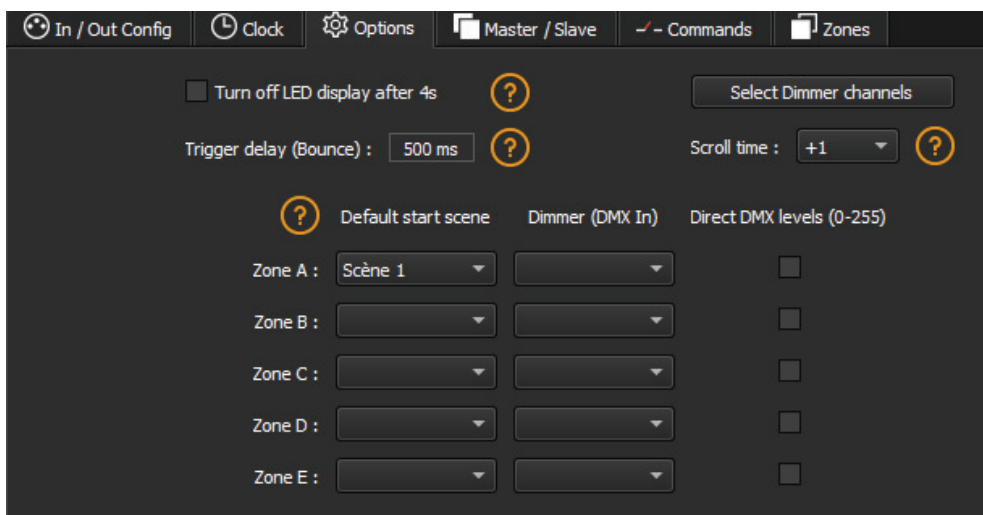 In / Out Config Clock Options Master / Slave Commands Zones
Turn off LED display after 4s ? Select Dimmer channels
Trigger delay (Bounce) : 500 ms ? Scroll time : +1 ?
? Default start scene Dimmer (DMX In) Direct DMX levels (0-255)
Zone A : Scène 1
Zone B :
Zone C :
Zone D :
Zone E :